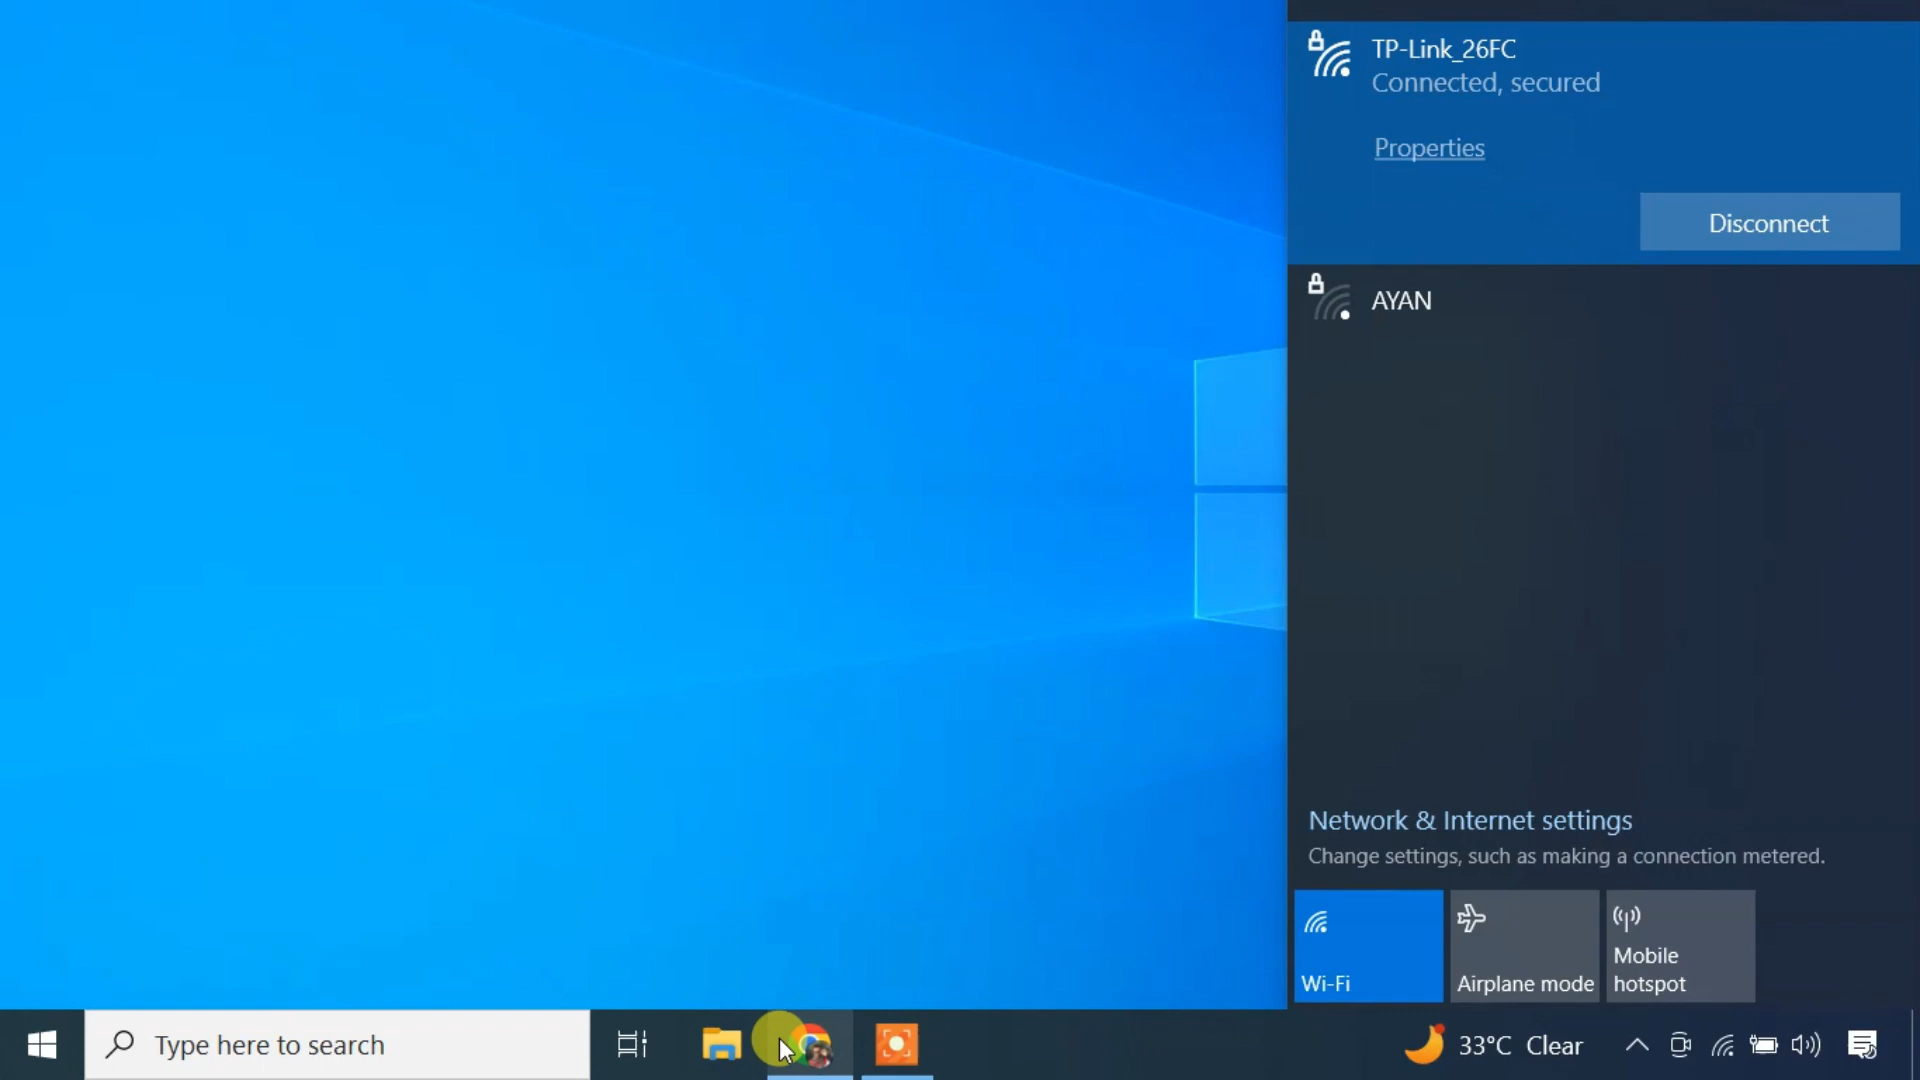 TP-Link_26FC
Connected, secured
Properties
Disconnect
AYAN
Network & Internet settings
Change settings, such as making a connection metered.
Wi-Fi
Airplane mode
Mobile
hotspot
Type here to search
33°C Clear